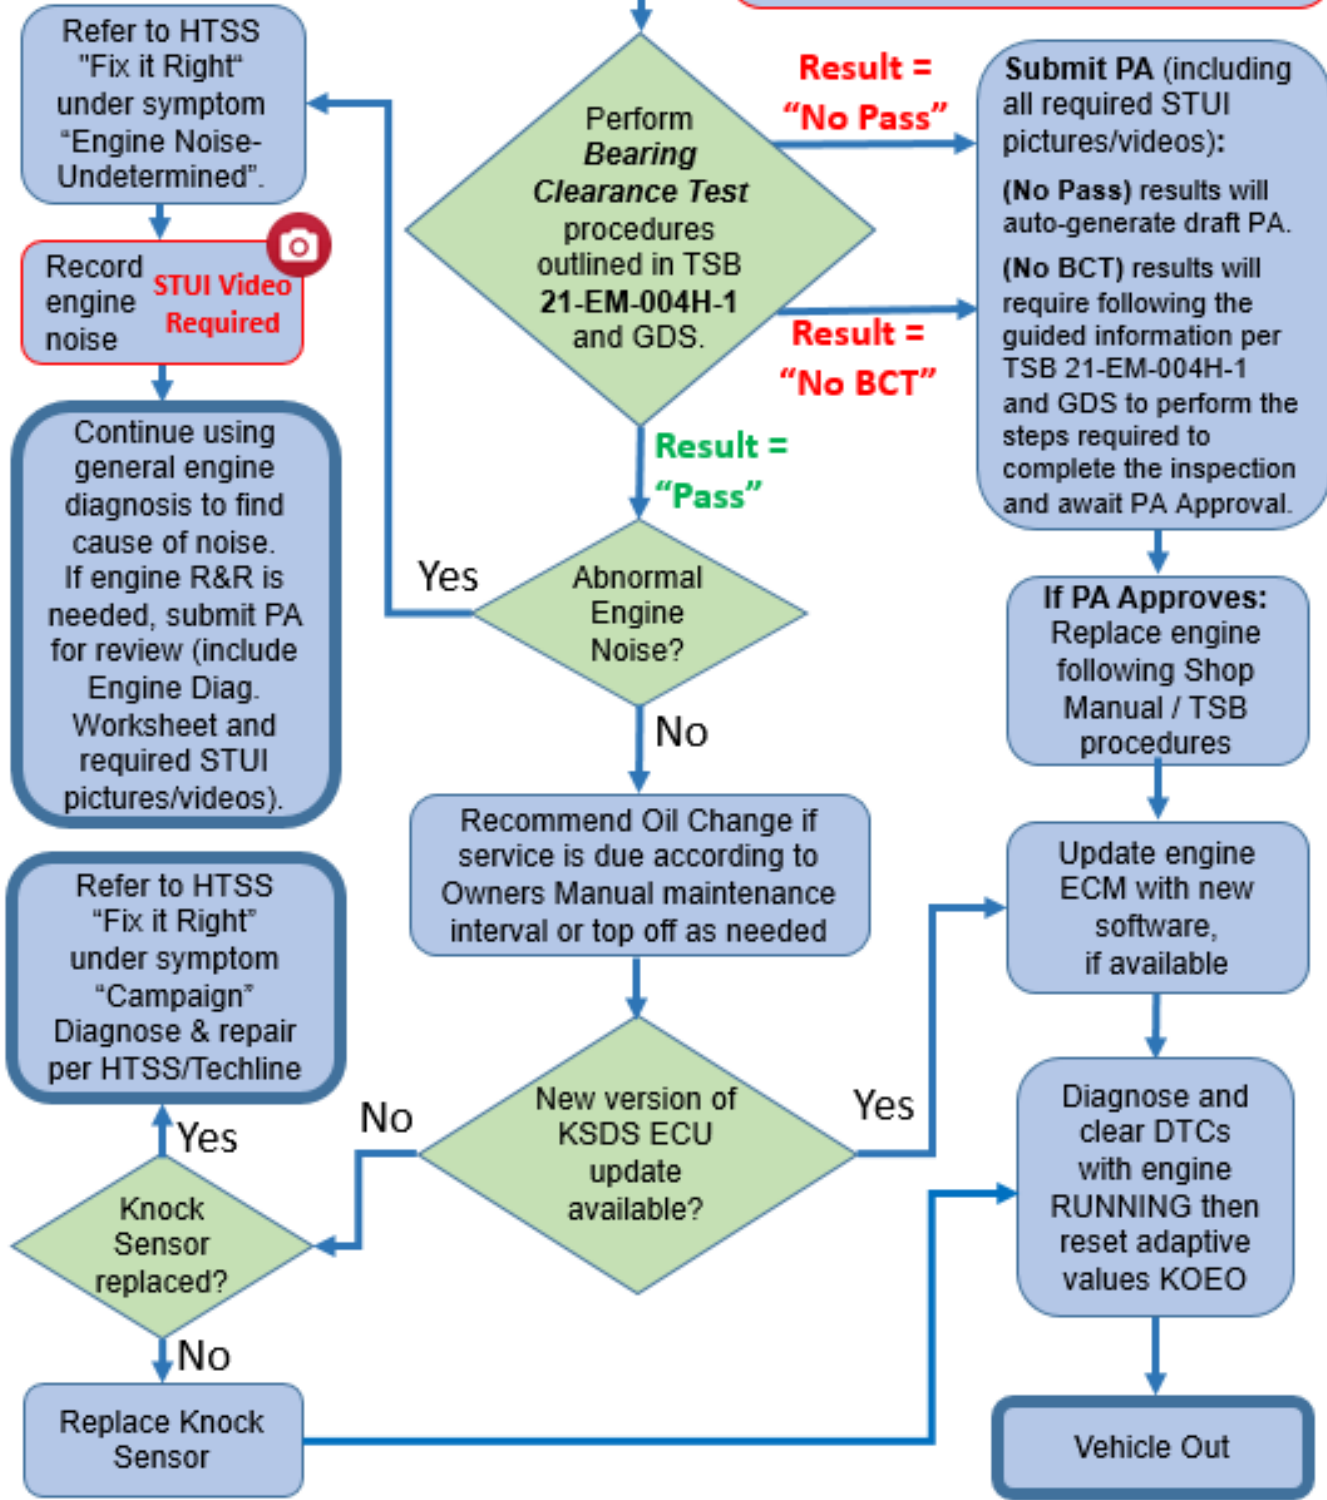 Refer to HTSS
"Fix it Right“
under symptom
“Engine Noise-
Undetermined”.
Record
engine
noise
STUI Video
Required
Continue using
general engine
diagnosis to find
cause of noise.
If engine R&R is
needed, submit PA
for review (include
Engine Diag.
Worksheet and
required STUI
pictures/videos).
Perform
Bearing
Clearance Test
procedures
outlined in TSB
21-EM-004H-1
and GDS.
Result =
“No Pass”
Result =
“No BCT”
Result =
“Pass”
Submit PA (including
all required STUI
pictures/videos):
(No Pass) results will
auto-generate draft PA.
(No BCT) results will
require following the
guided information per
TSB 21-EM-004H-1
and GDS to perform the
steps required to
complete the inspection
and await PA Approval.
Abnormal
Engine
Noise?
Yes
No
If PA Approves:
Replace engine
following Shop
Manual / TSB
procedures
Recommend Oil Change if
service is due according to
Owners Manual maintenance
interval or top off as needed
Update engine
ECM with new
software,
if available
Refer to HTSS
“Fix it Right”
under symptom
“Campaign”
Diagnose & repair
per HTSS/Techline
New version of
KSDS ECU
update
available?
No
Yes
Yes
Knock
Sensor
replaced?
No
Diagnose and
clear DTCs
with engine
RUNNING then
reset adaptive
values KOEO
Replace Knock
Sensor
Vehicle Out